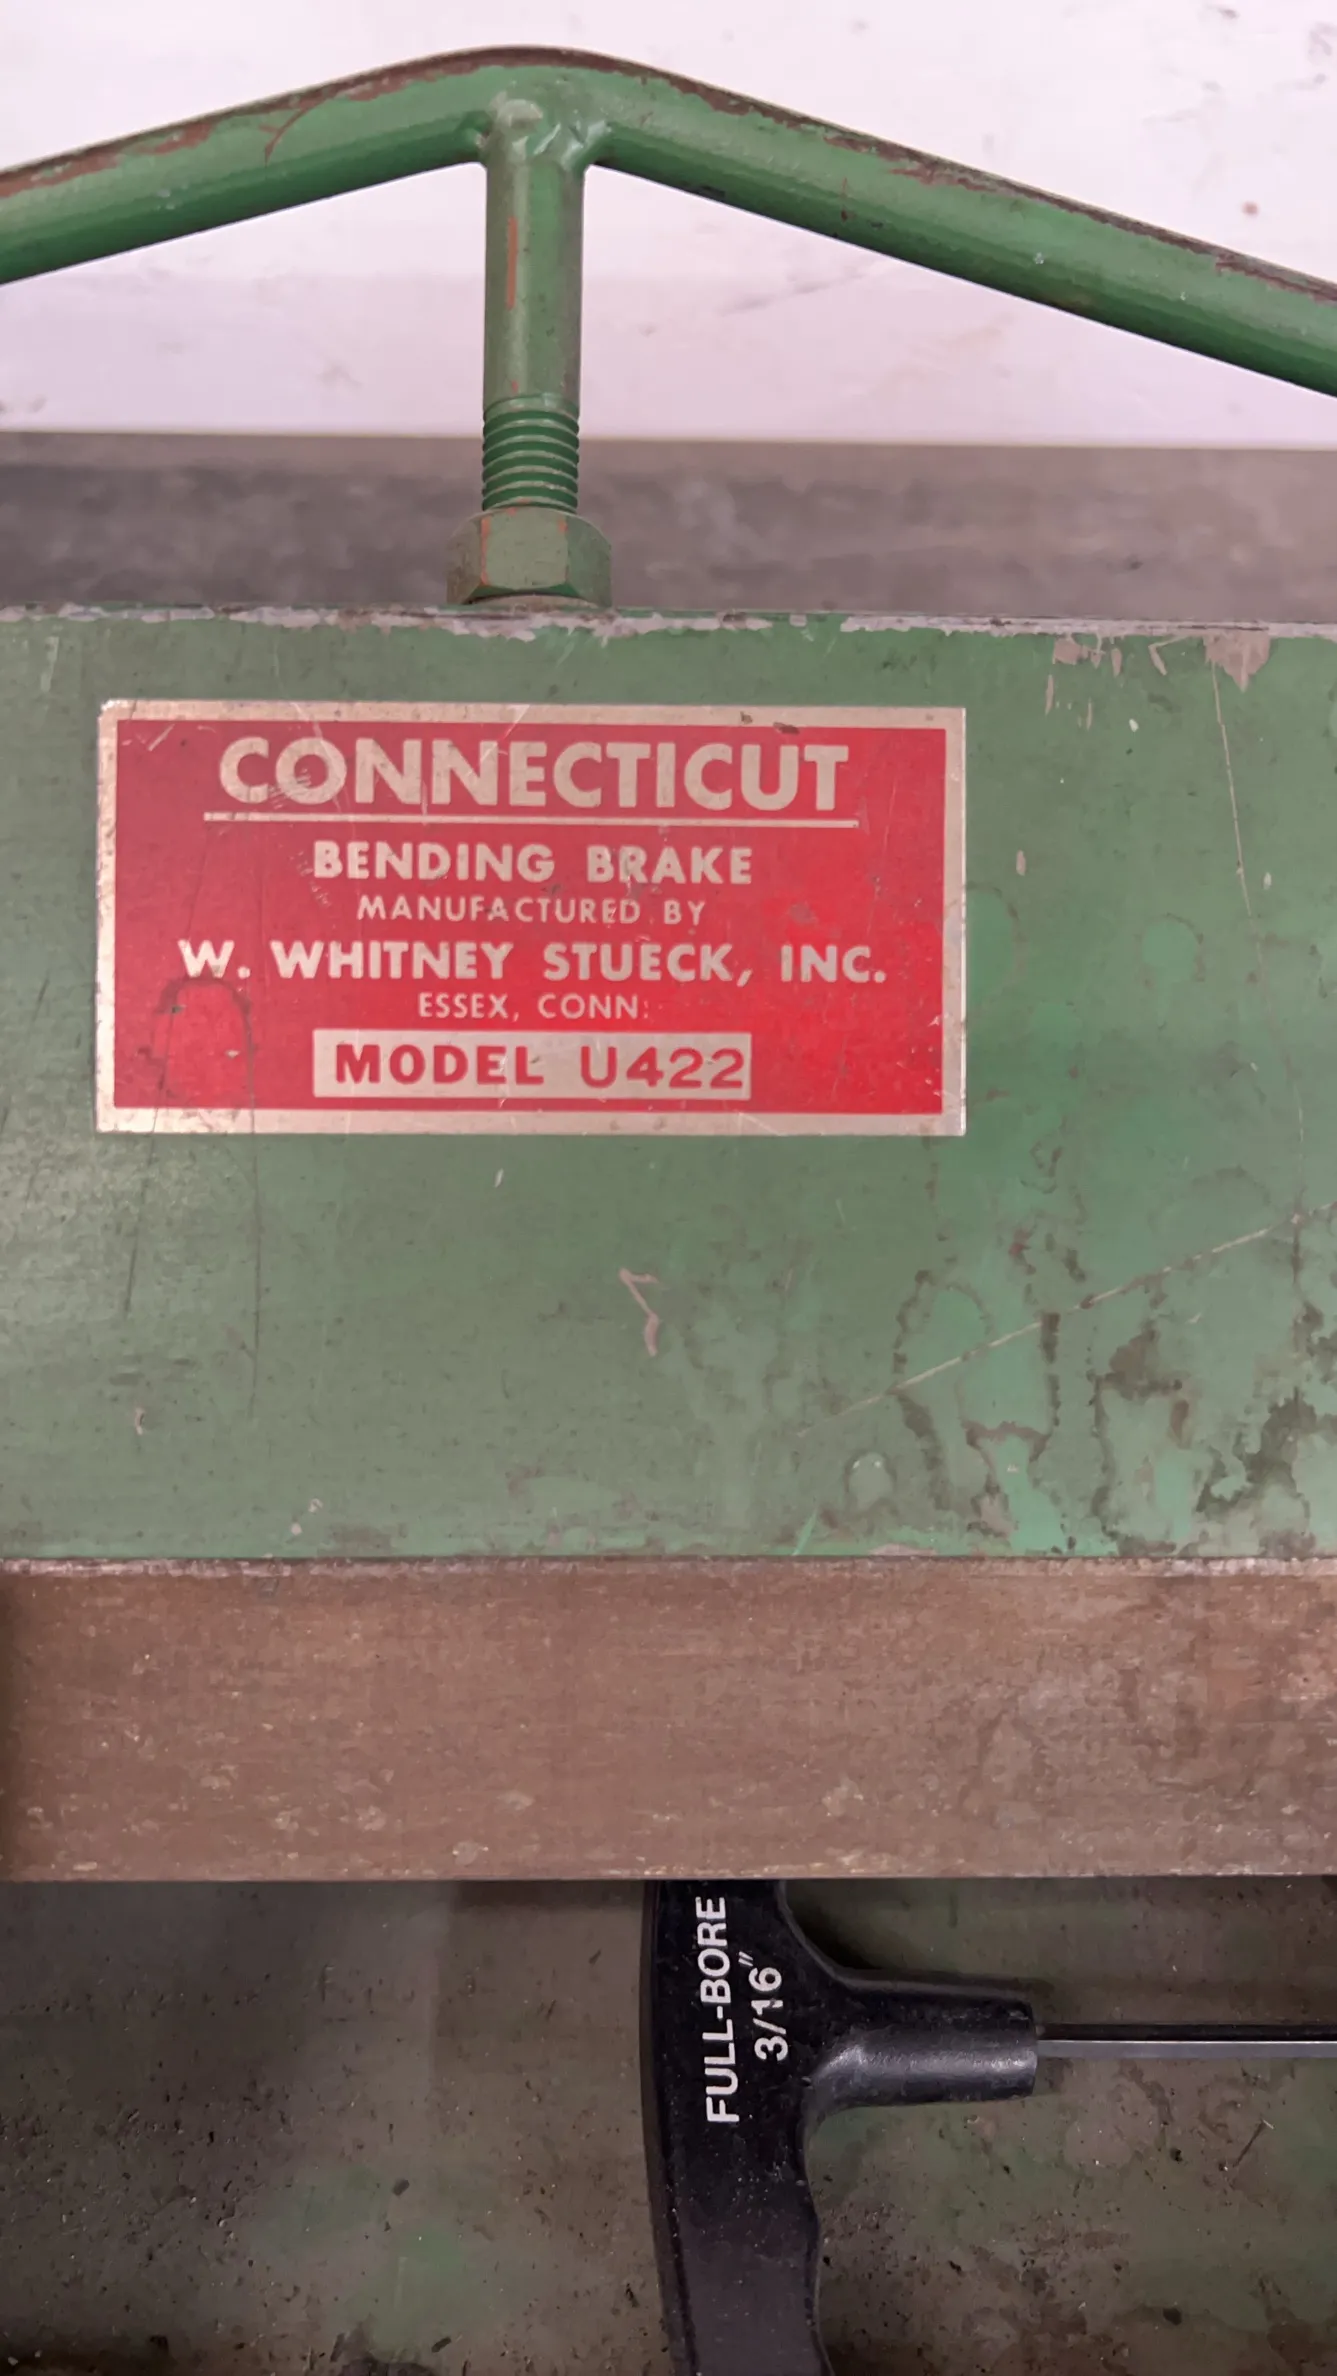 CONNECTICUT
BENDING BRAKE
MANUFACTURED BY
W. WHITNEY STUECK, INC.
ESSEX, CONN.
MODEL U422
FULL-BORE
3/16"